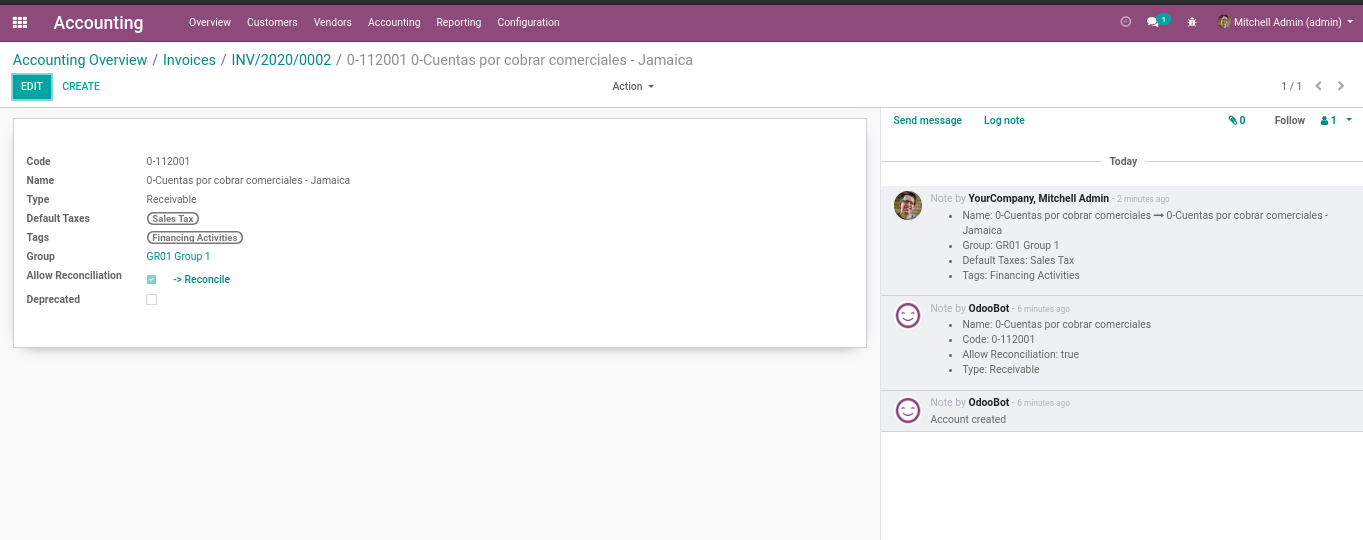 Accounting Overview Customers Vendors Accounting Reporting Configuration 1 Mitchell Admin (admin)
Accounting Overview / Invoices / INV/2020/0002 / 0-112001 0-Cuentas por cobrar comerciales - Jamaica
EDIT CREATE Action 1 / 1
Send message Log note 0 Follow 1
Today
Code 0-112001
Name 0-Cuentas por cobrar comerciales - Jamaica
Type Receivable
Default Taxes Sales Tax
Tags Financing Activities
Group GR01 Group 1
Allow Reconciliation -> Reconcile
Deprecated
Note by YourCompany, Mitchell Admin - 2 minutes ago
• Name: 0-Cuentas por cobrar comerciales → 0-Cuentas por cobrar comerciales -
Jamaica
• Group: GR01 Group 1
• Default Taxes: Sales Tax
• Tags: Financing Activities
Note by OdooBot - 6 minutes ago
• Name: 0-Cuentas por cobrar comerciales
• Code: 0-112001
• Allow Reconciliation: true
• Type: Receivable
Note by OdooBot - 6 minutes ago
Account created